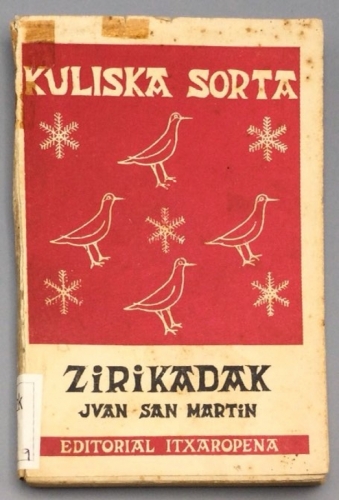 KULISKA SORTA
ZIRIKADAK
JVAN SAN MARTIN
EDITORIAL ITXAROPENA